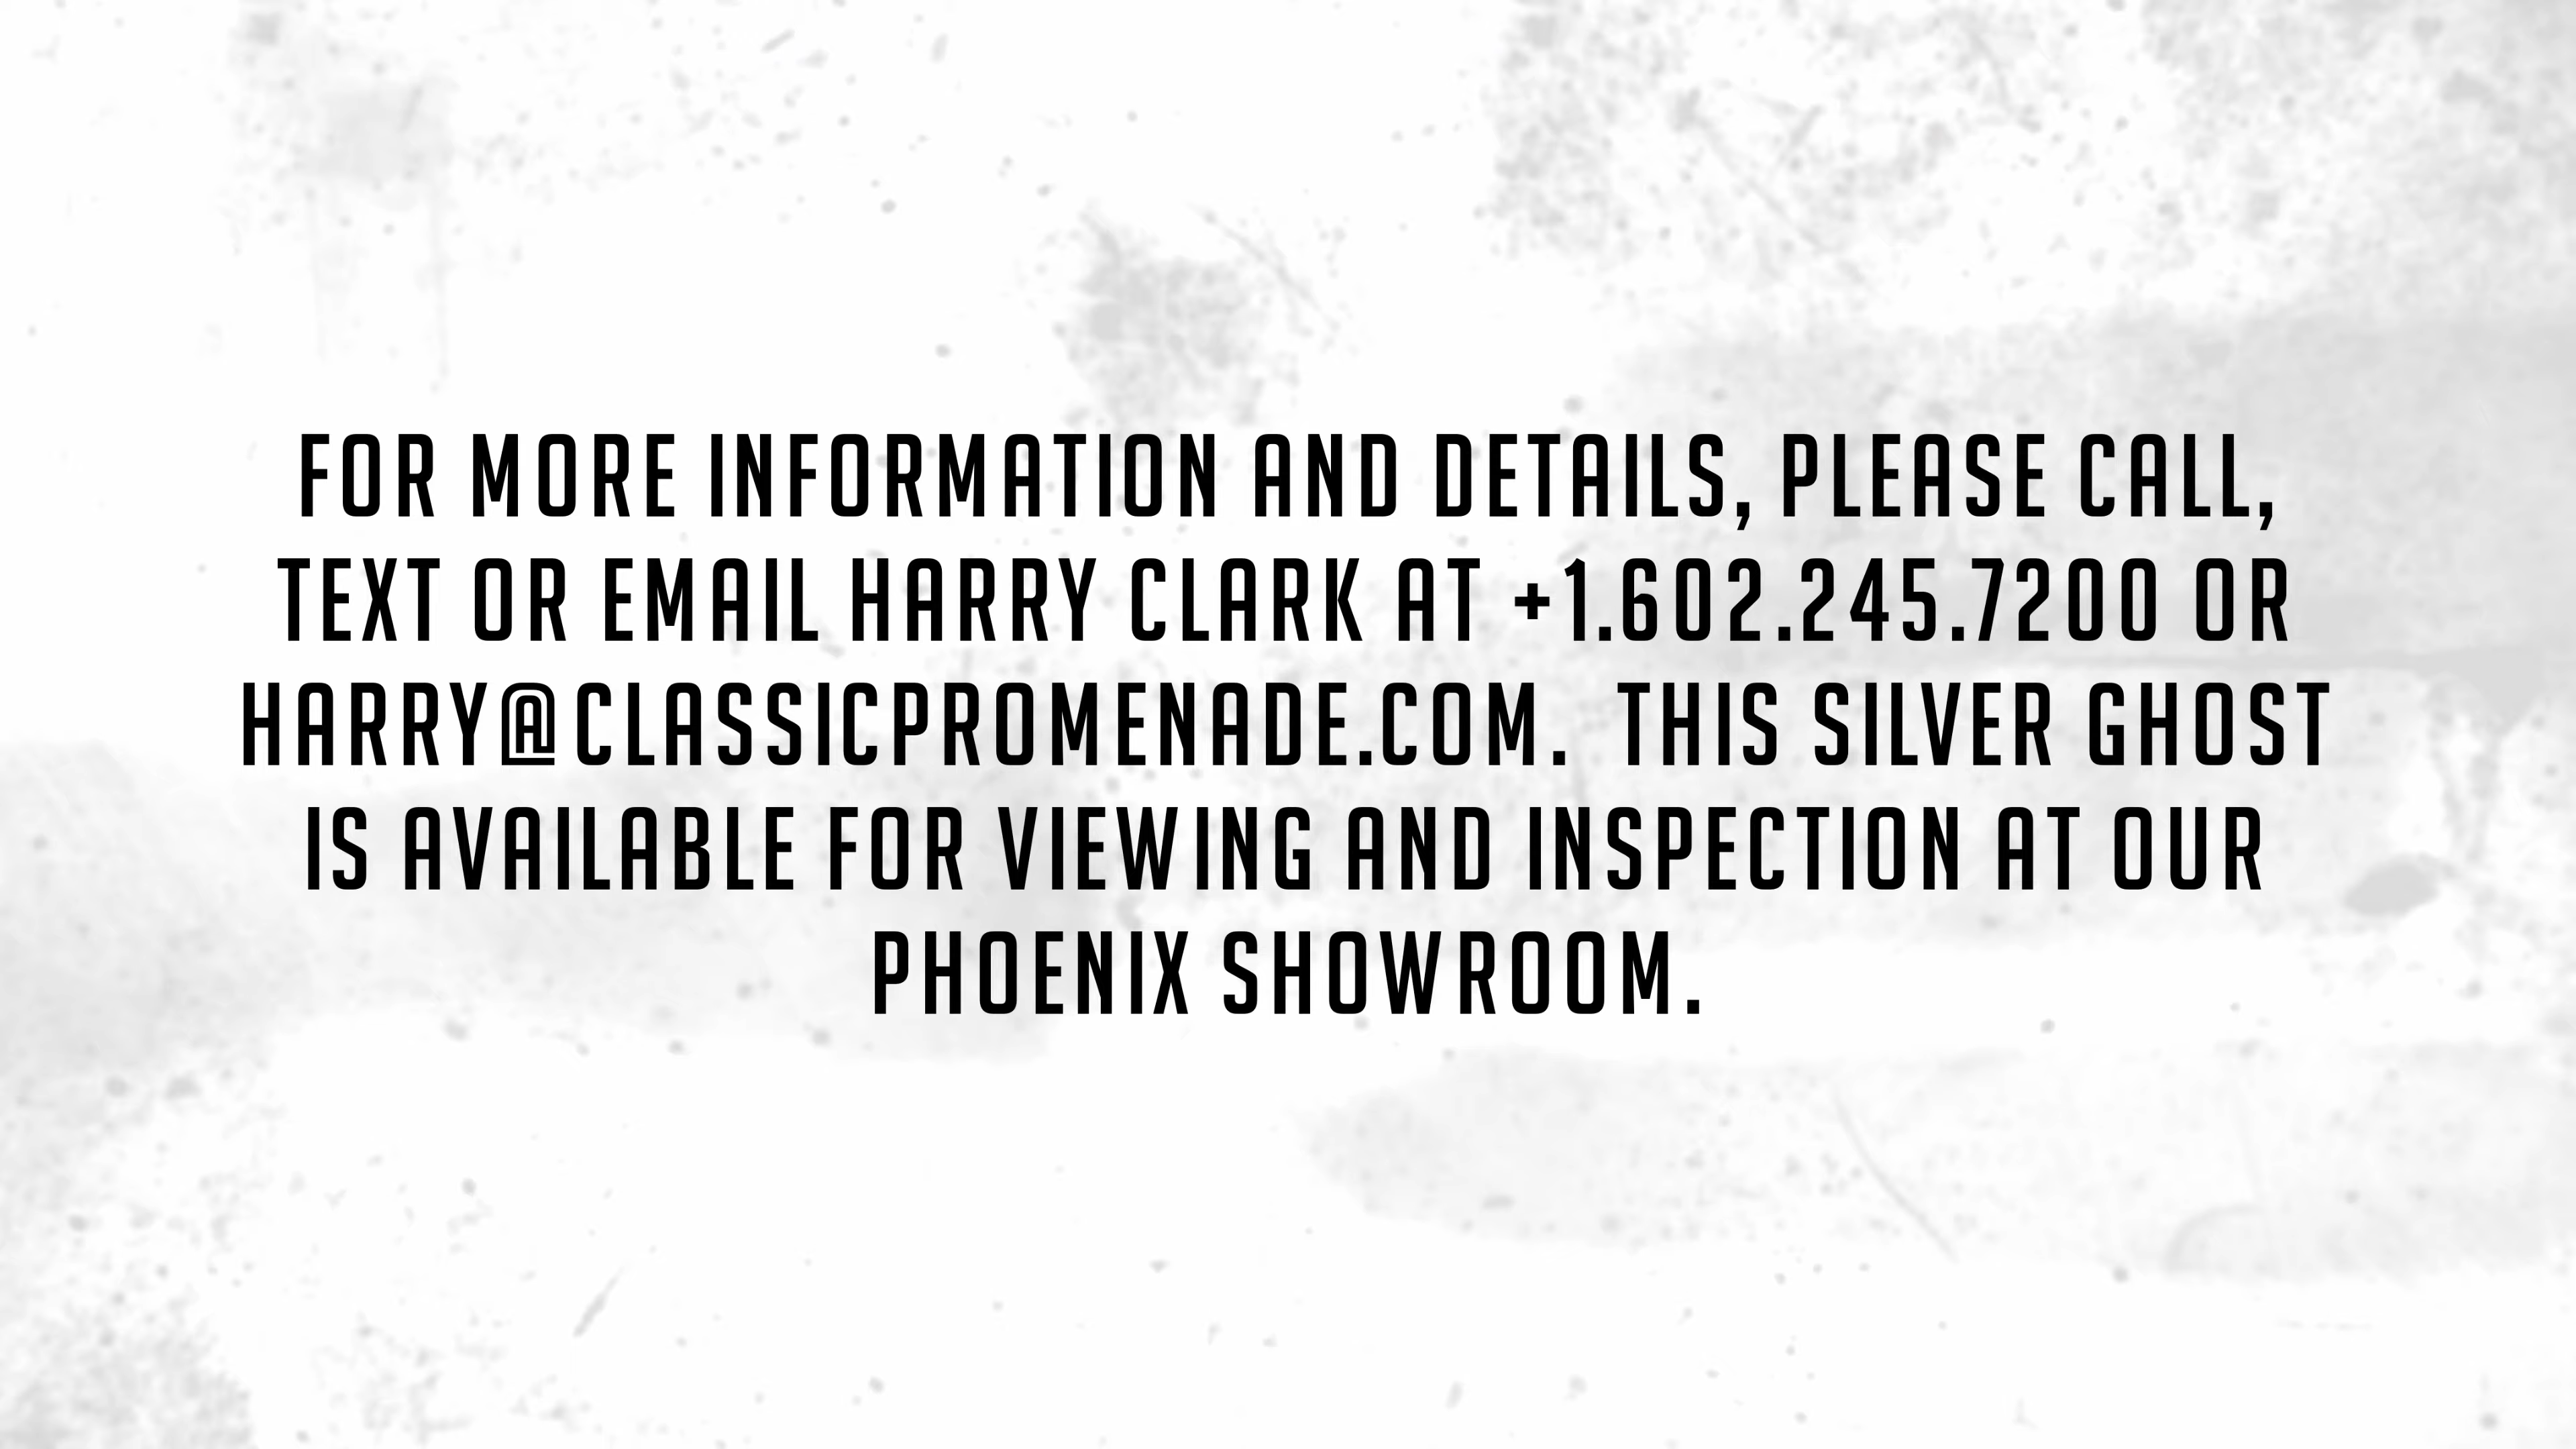 FOR MORE INFORMATION AND DETAILS, PLEASE CALL,
TEXT OR EMAIL HARRY CLARK AT +1.602.245.7200 OR
HARRY@CLASSICPROMENADE.COM.  THIS SILVER GHOST
IS AVAILABLE FOR VIEWING AND INSPECTION AT OUR
PHOENIX SHOWROOM.